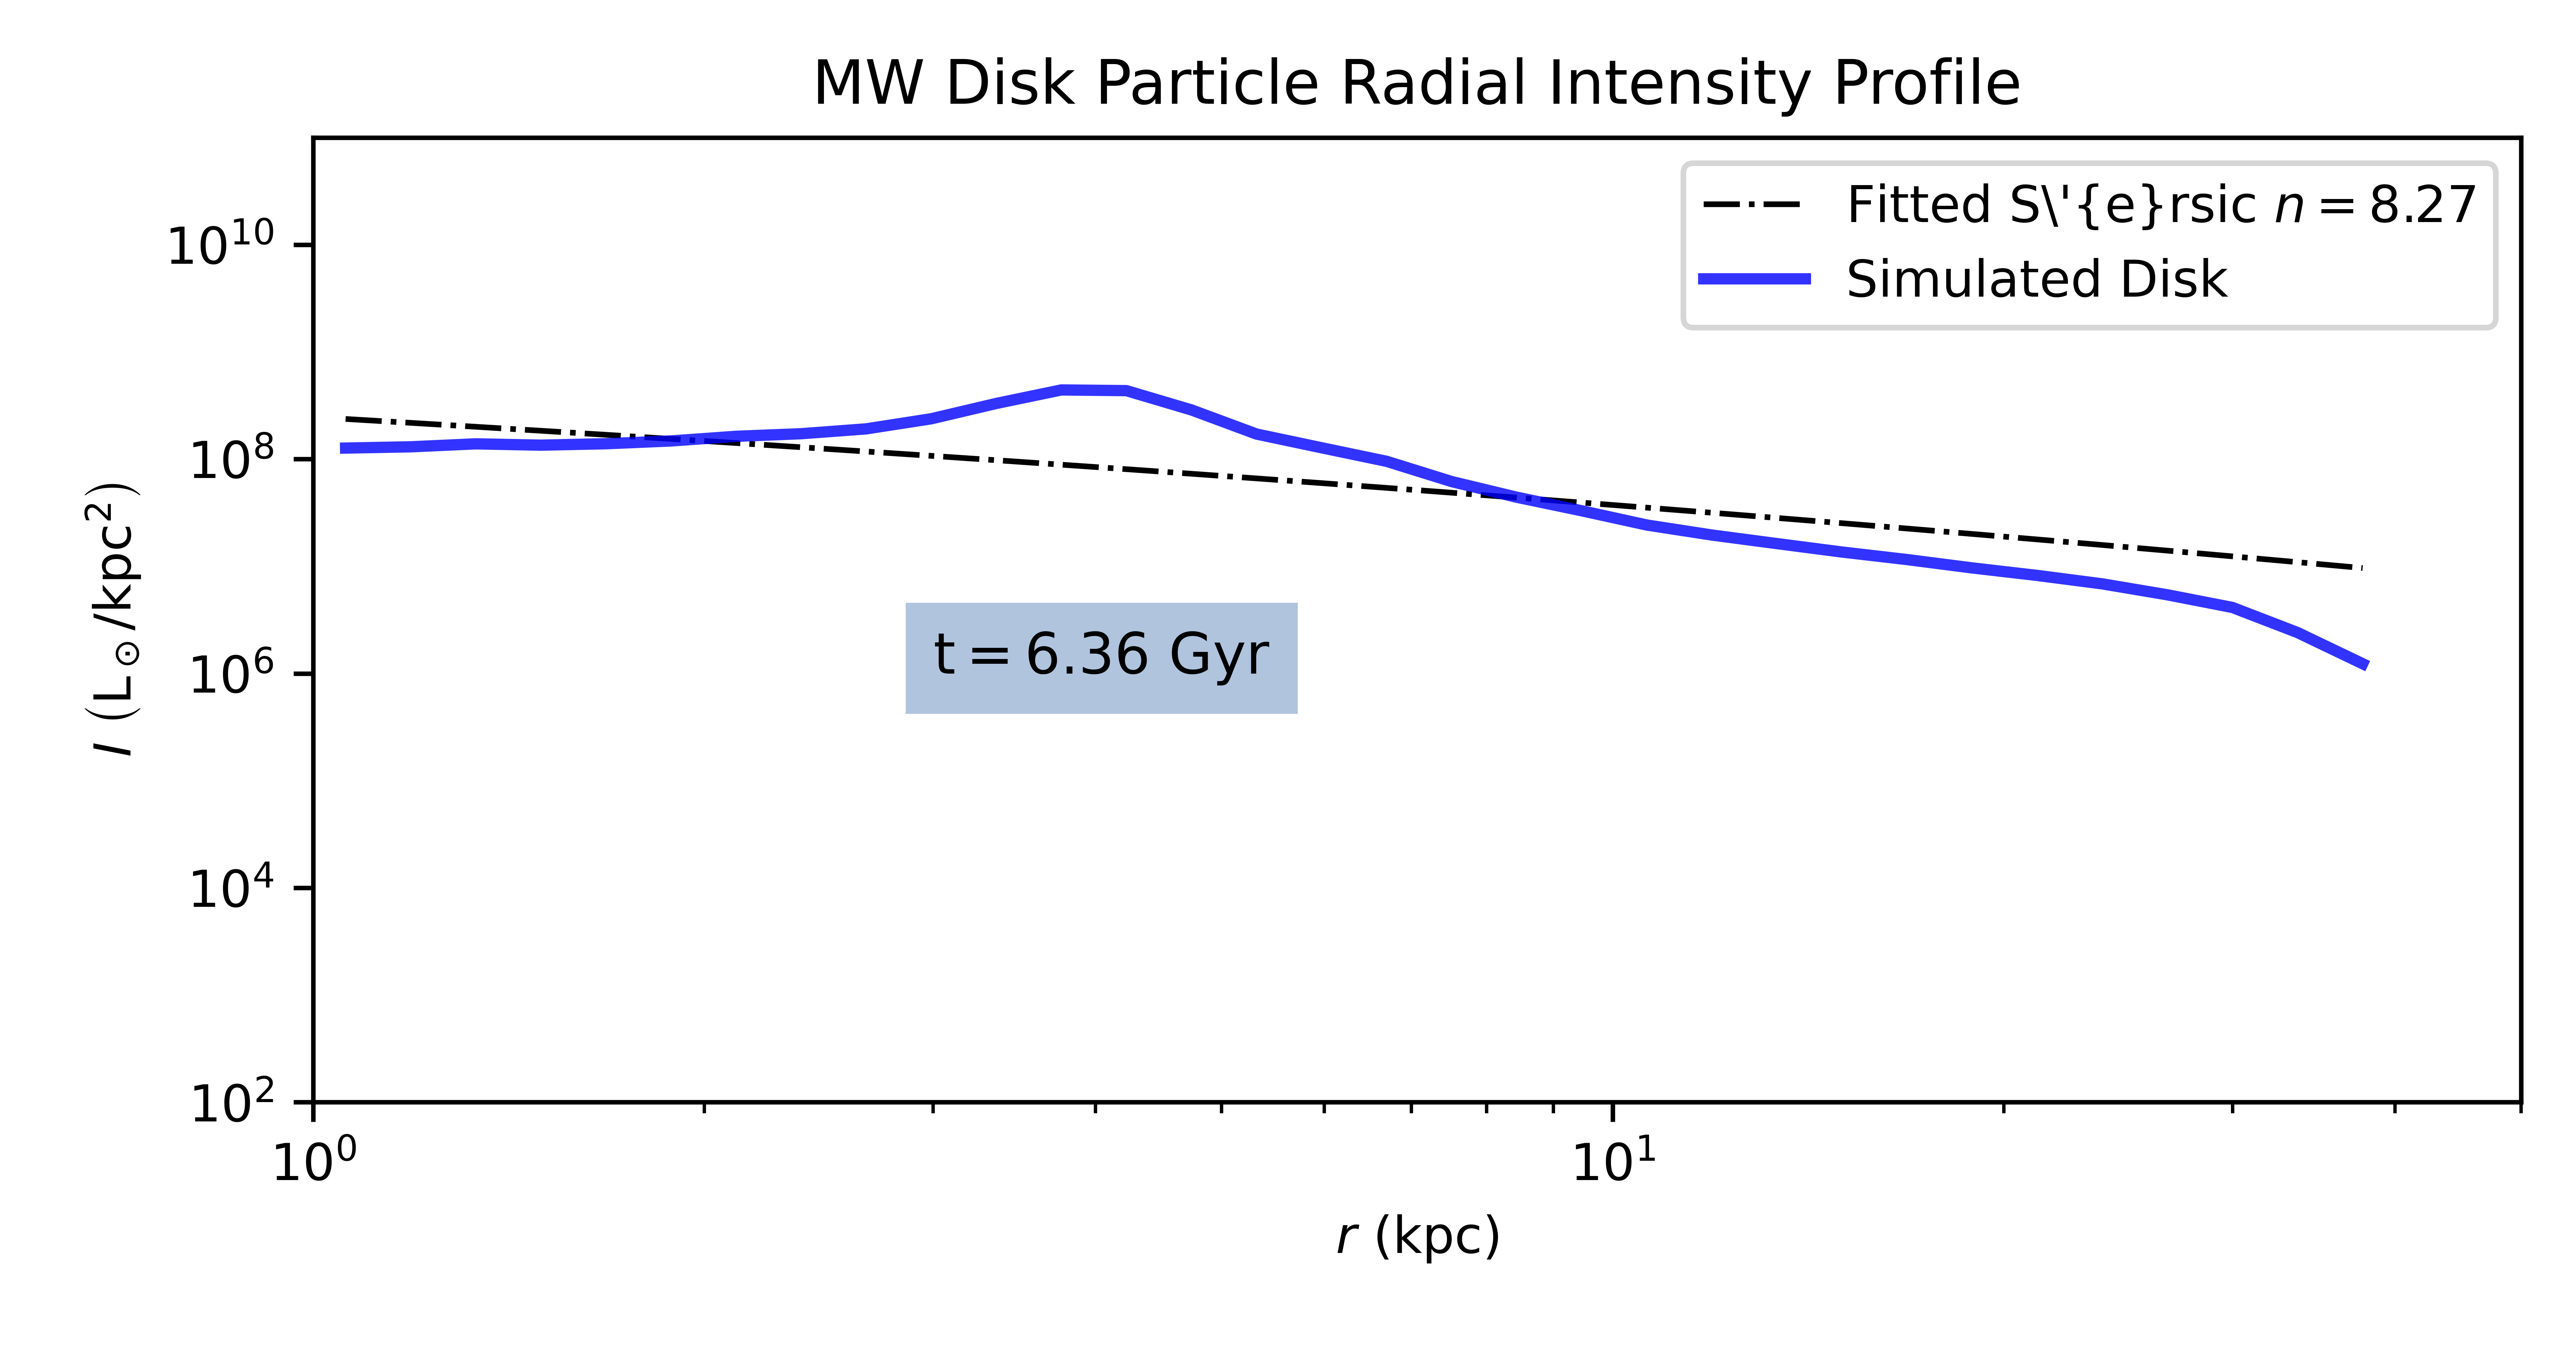 MW Disk Particle Radial Intensity Profile
Fitted S\'{e}rsic n = 8.27
Simulated Disk
10¹⁰
10⁸
10⁶
10⁴
10²
I (L☉/kpc²)
t = 6.36 Gyr
10⁰
10¹
r (kpc)